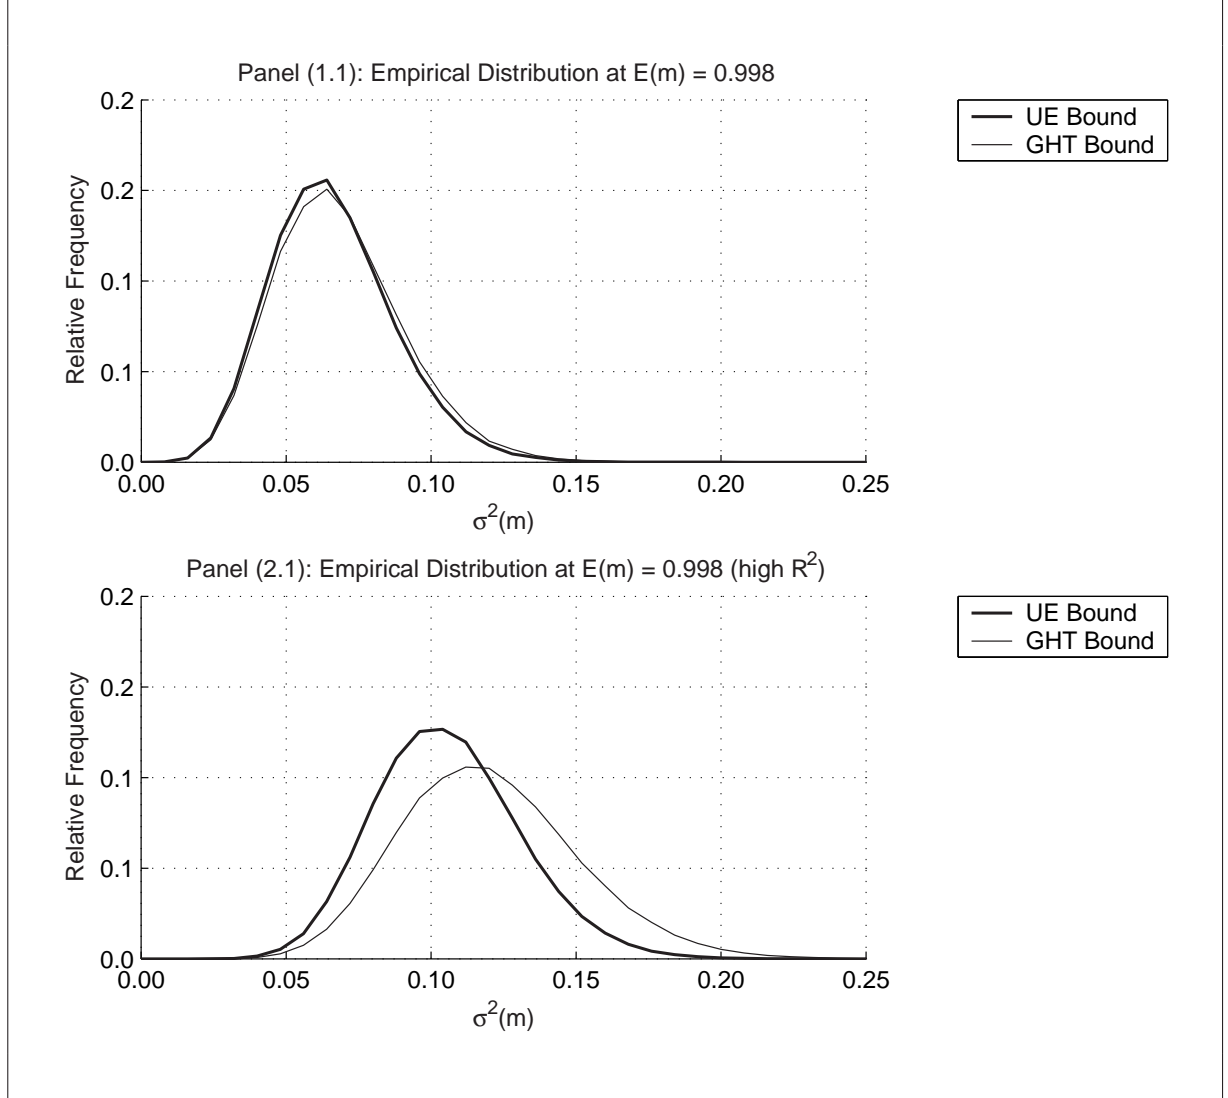 Panel (1.1): Empirical Distribution at E(m) = 0.998
0.2
0.2
0.1
0.1
0.0
Relative Frequency
0.00 0.05 0.10 0.15 0.20 0.25
σ²(m)
UE Bound
GHT Bound
Panel (2.1): Empirical Distribution at E(m) = 0.998 (high R²)
0.2
0.2
0.1
0.1
0.0
Relative Frequency
0.00 0.05 0.10 0.15 0.20 0.25
σ²(m)
UE Bound
GHT Bound